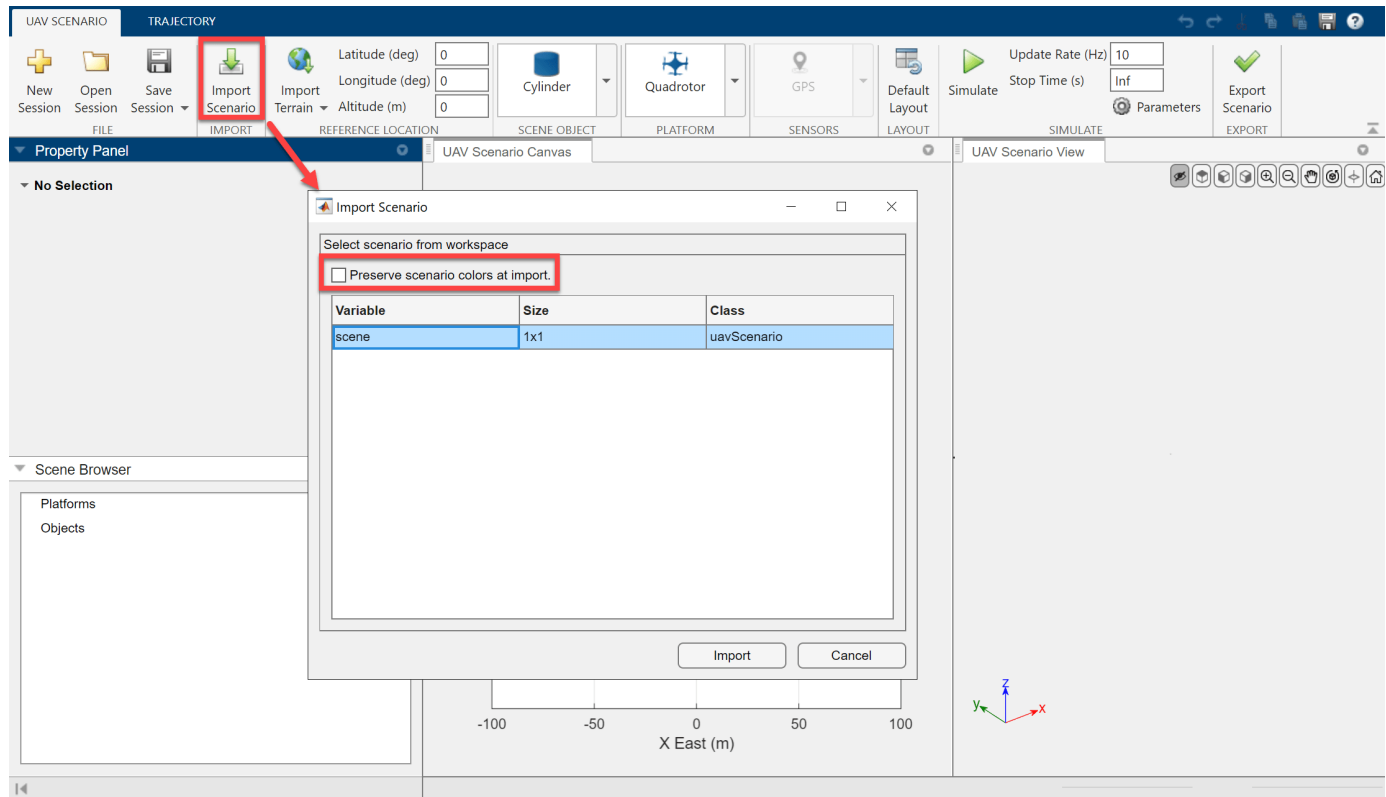 UAV SCENARIO TRAJECTORY
New Session
Open Session
Save Session
FILE
Import Scenario
IMPORT
Import Terrain
Latitude (deg) 0
Longitude (deg) 0
Altitude (m) 0
REFERENCE LOCATION
Cylinder
SCENE OBJECT
Quadrotor
PLATFORM
GPS
SENSORS
Default Layout
LAYOUT
Simulate
Update Rate (Hz) 10
Stop Time (s) Inf
Parameters
SIMULATE
Export Scenario
EXPORT
Property Panel
UAV Scenario Canvas
UAV Scenario View
No Selection
Import Scenario
Select scenario from workspace
Preserve scenario colors at import.
Variable Size Class
scene 1x1 uavScenario
Import Cancel
Scene Browser
Platforms
Objects
-100 -50 0 50 100
X East (m)
z
y
x